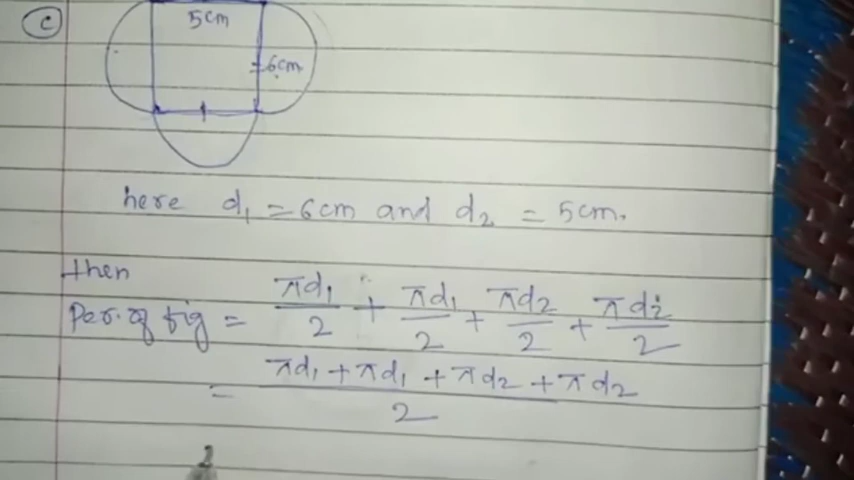 C
5cm
6cm
here d₁ = 6cm and d₂ = 5cm.
then
Per. of fig = πd₁/2 + πd₁/2 + πd₂/2 + πd₂/2
= πd₁ + πd₁ + πd₂ + πd₂/2